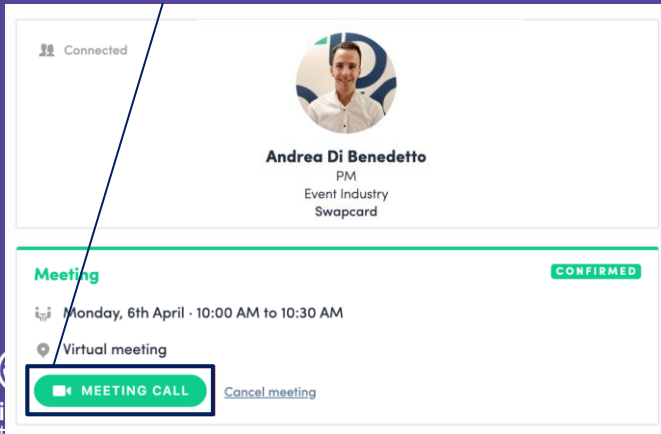 Connected
Andrea Di Benedetto
PM
Event Industry
Swapcard
Meeting
CONFIRMED
Monday, 6th April · 10:00 AM to 10:30 AM
Virtual meeting
MEETING CALL
Cancel meeting